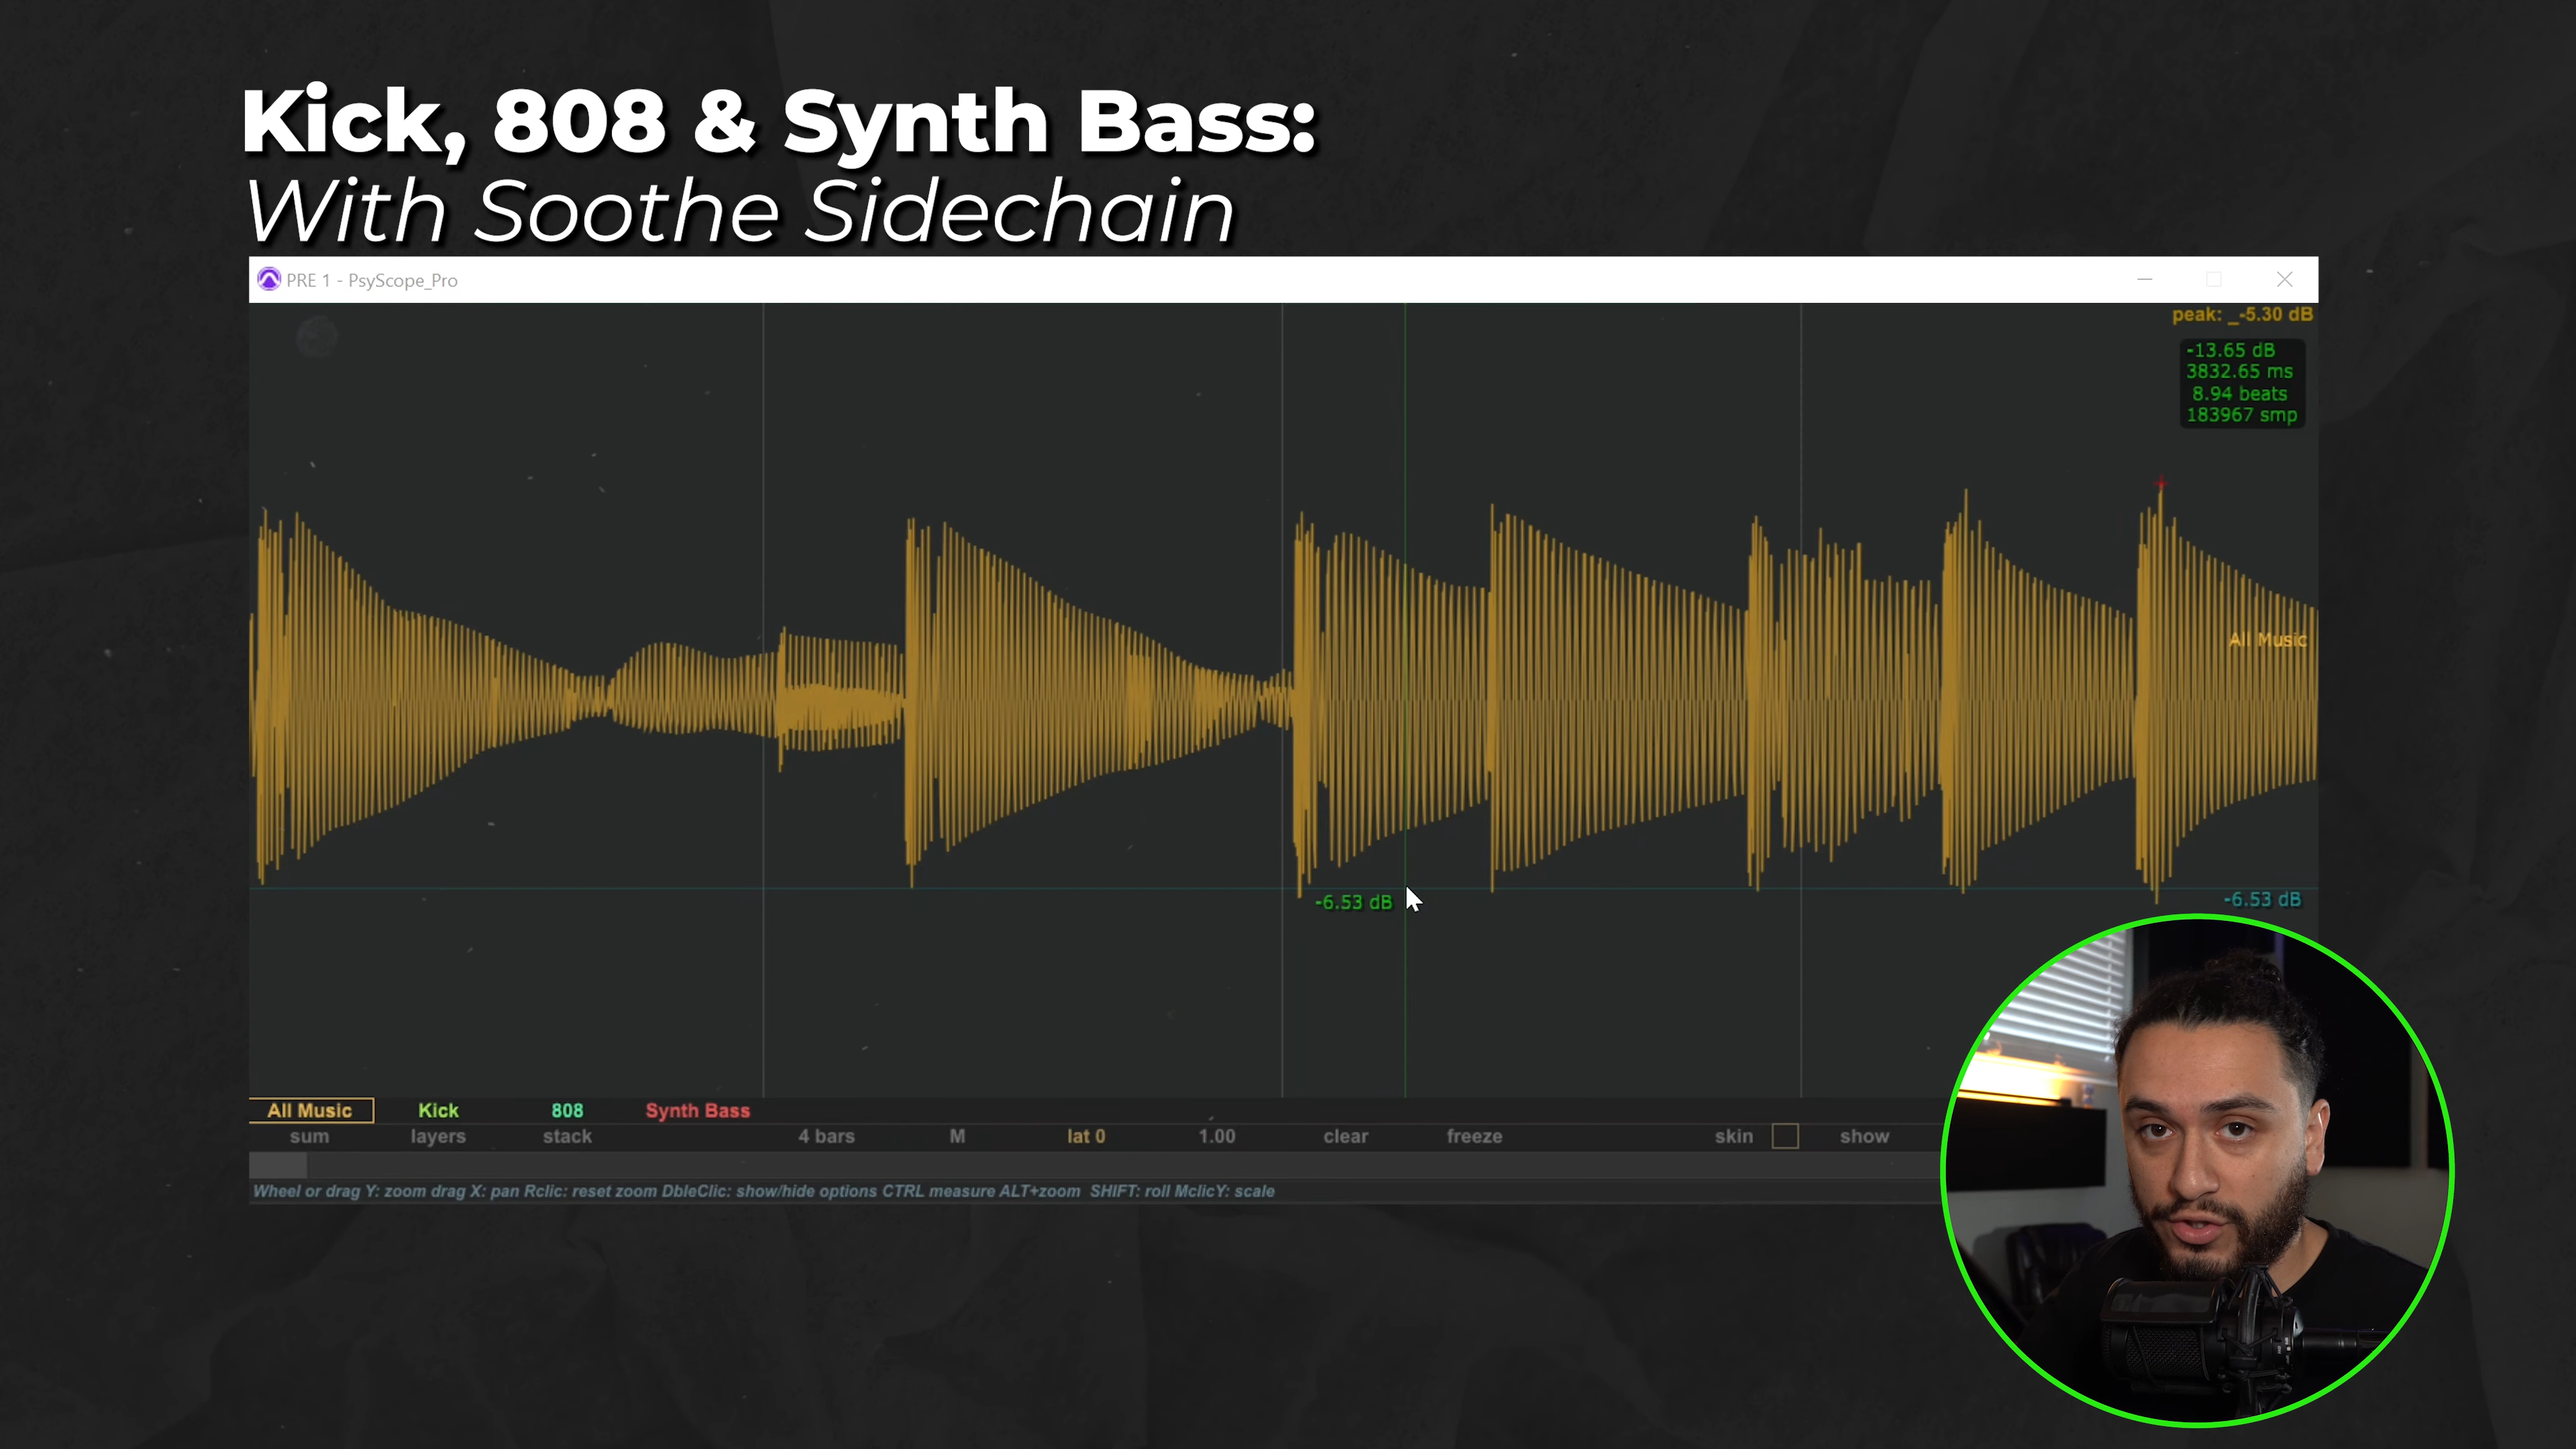 Kick, 808 & Synth Bass:
With Soothe Sidechain
PRE 1 - PsyScope_Pro
peak: _-5.30 dB
-13.65 dB
3832.65 ms
8.94 beats
183967 smp
All Music
-6.53 dB
-6.53 dB
All Music Kick 808 Synth Bass
sum layers stack 4 bars M lat 0 1.00 clear freeze skin show
Wheel or drag Y: zoom drag X: pan Rclic: reset zoom DbleClic: show/hide options CTRL measure ALT+zoom SHIFT: roll MclicY: scale